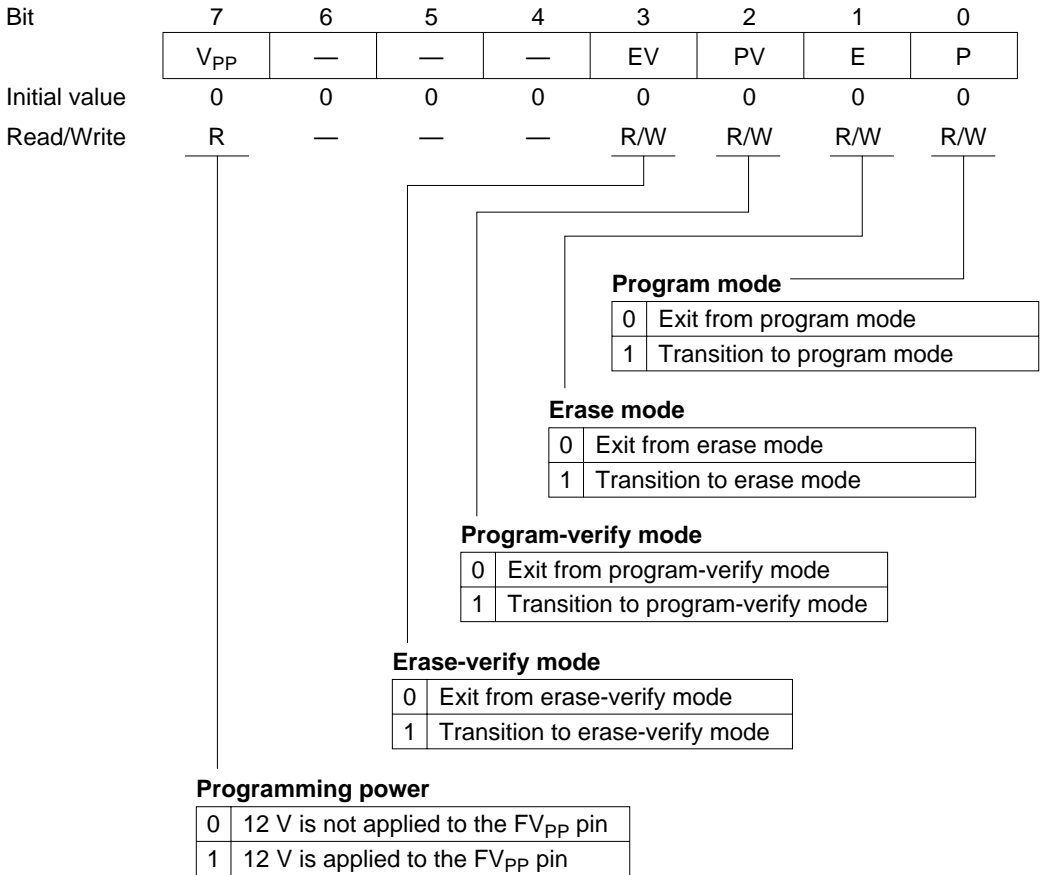 Bit 7 6 5 4 3 2 1 0
V_PP — — — EV PV E P
Initial value 0 0 0 0 0 0 0 0
Read/Write R — — — R/W R/W R/W R/W
Program mode
0 Exit from program mode
1 Transition to program mode
Erase mode
0 Exit from erase mode
1 Transition to erase mode
Program-verify mode
0 Exit from program-verify mode
1 Transition to program-verify mode
Erase-verify mode
0 Exit from erase-verify mode
1 Transition to erase-verify mode
Programming power
0 12 V is not applied to the FV_PP pin
1 12 V is applied to the FV_PP pin